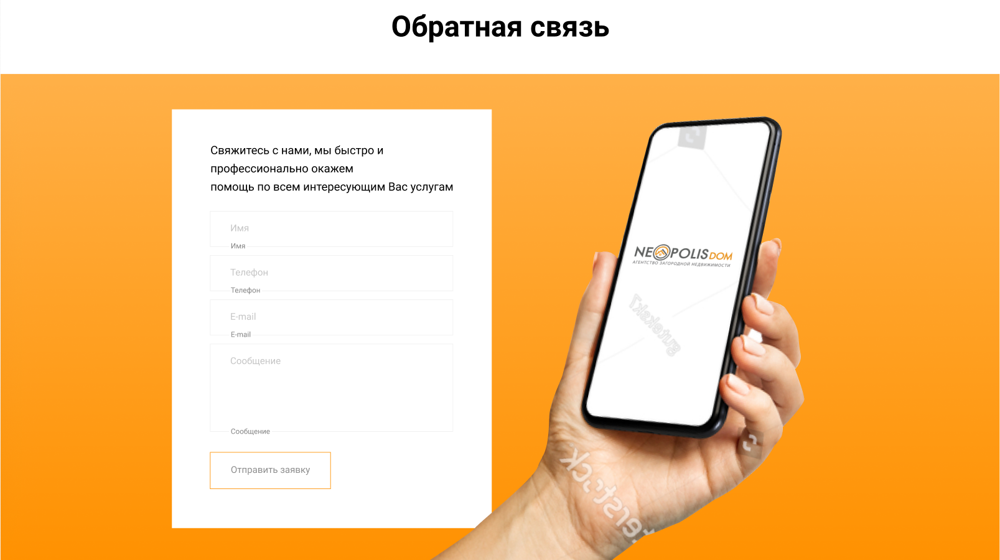 Обратная связь
Свяжитесь с нами, мы быстро и
профессионально окажем
помощь по всем интересующим Вас услугам
Имя
Имя
Телефон
Телефон
E-mail
E-mail
Сообщение
Сообщение
Отправить заявку
NEOPOLIS DOM
АГЕНТСТВО ЗАГОРОДНОЙ НЕДВИЖИМОСТИ